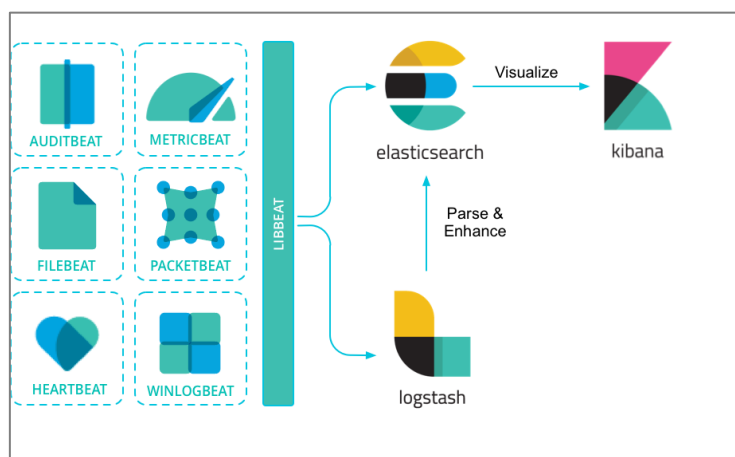 AUDITBEAT
METRICBEAT
FILEBEAT
PACKETBEAT
HEARTBEAT
WINLOGBEAT
LIBBEAT
elasticsearch
Visualize
kibana
Parse &
Enhance
logstash